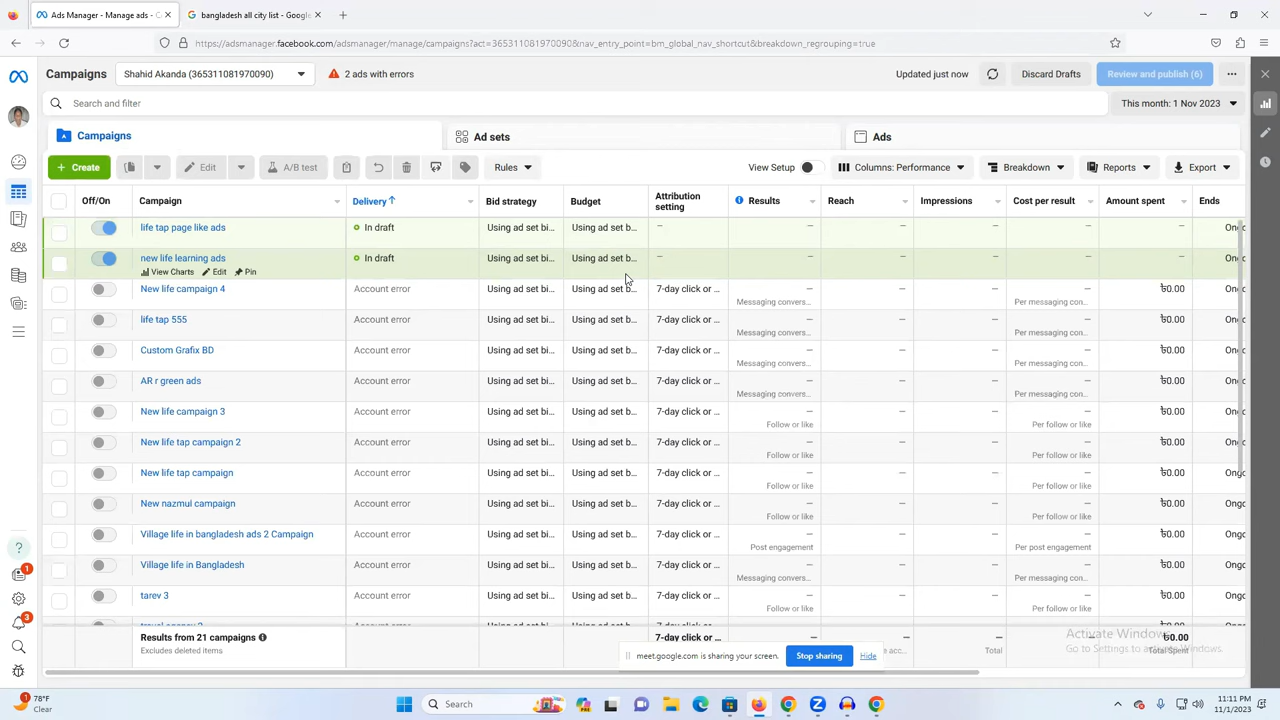 Ads Manager - Manage ads - C
bangladesh all city list - Google
https://adsmanager.facebook.com/adsmanager/manage/campaigns?act=365311081970090&nav_entry_point=bm_global_nav_shortcut&breakdown_regrouping=true
Campaigns
Shahid Akanda (365311081970090)
2 ads with errors
Updated just now
Discard Drafts
Review and publish (6)
Search and filter
This month: 1 Nov 2023
Campaigns
Ad sets
Ads
+ Create
Edit
A/B test
Rules
View Setup
Columns: Performance
Breakdown
Reports
Export
Off/On
Campaign
Delivery ↑
Bid strategy
Budget
Attribution setting
Results
Reach
Impressions
Cost per result
Amount spent
Ends
life tap page like ads In draft Using ad set bi... Using ad set b... – – – – – – Ong
new life learning ads In draft Using ad set bi... Using ad set b... – – – – – – Ong
View Charts Edit Pin
New life campaign 4 Account error Using ad set bi... Using ad set b... 7-day click or ... – – – – ৳0.00 Ong
Messaging convers... Per messaging con...
life tap 555 Account error Using ad set bi... Using ad set b... 7-day click or ... – – – – ৳0.00 Ong
Messaging convers... Per messaging con...
Custom Grafix BD Account error Using ad set bi... Using ad set b... 7-day click or ... – – – – ৳0.00 Ong
Messaging convers... Per messaging con...
AR r green ads Account error Using ad set bi... Using ad set b... 7-day click or ... – – – – ৳0.00 Ong
Messaging convers... Per messaging con...
New life campaign 3 Account error Using ad set bi... Using ad set b... 7-day click or ... – – – – ৳0.00 Ong
Follow or like Per follow or like
New life tap campaign 2 Account error Using ad set bi... Using ad set b... 7-day click or ... – – – – ৳0.00 Ong
Follow or like Per follow or like
New life tap campaign Account error Using ad set bi... Using ad set b... 7-day click or ... – – – – ৳0.00 Ong
Follow or like Per follow or like
New nazmul campaign Account error Using ad set bi... Using ad set b... 7-day click or ... – – – – ৳0.00 Ong
Follow or like Per follow or like
Village life in bangladesh ads 2 Campaign Account error Using ad set bi... Using ad set b... 7-day click or ... – – – – ৳0.00 Ong
Post engagement Per post engagement
Village life in Bangladesh Account error Using ad set bi... Using ad set b... 7-day click or ... – – – – ৳0.00 Ong
Messaging convers... Per messaging con...
tarev 3 Account error Using ad set bi... Using ad set b... 7-day click or ... – – – – ৳0.00 Ong
Follow or like Per follow or like
Results from 21 campaigns
Excludes deleted items
7-day click or ... – – – – ৳0.00
Total Total Spent
meet.google.com is sharing your screen.
Stop sharing
Hide
Activate Windows
Go to Settings to activate Windows.
1
3
1
78°F
Clear
Search
11:11 PM
11/1/2023